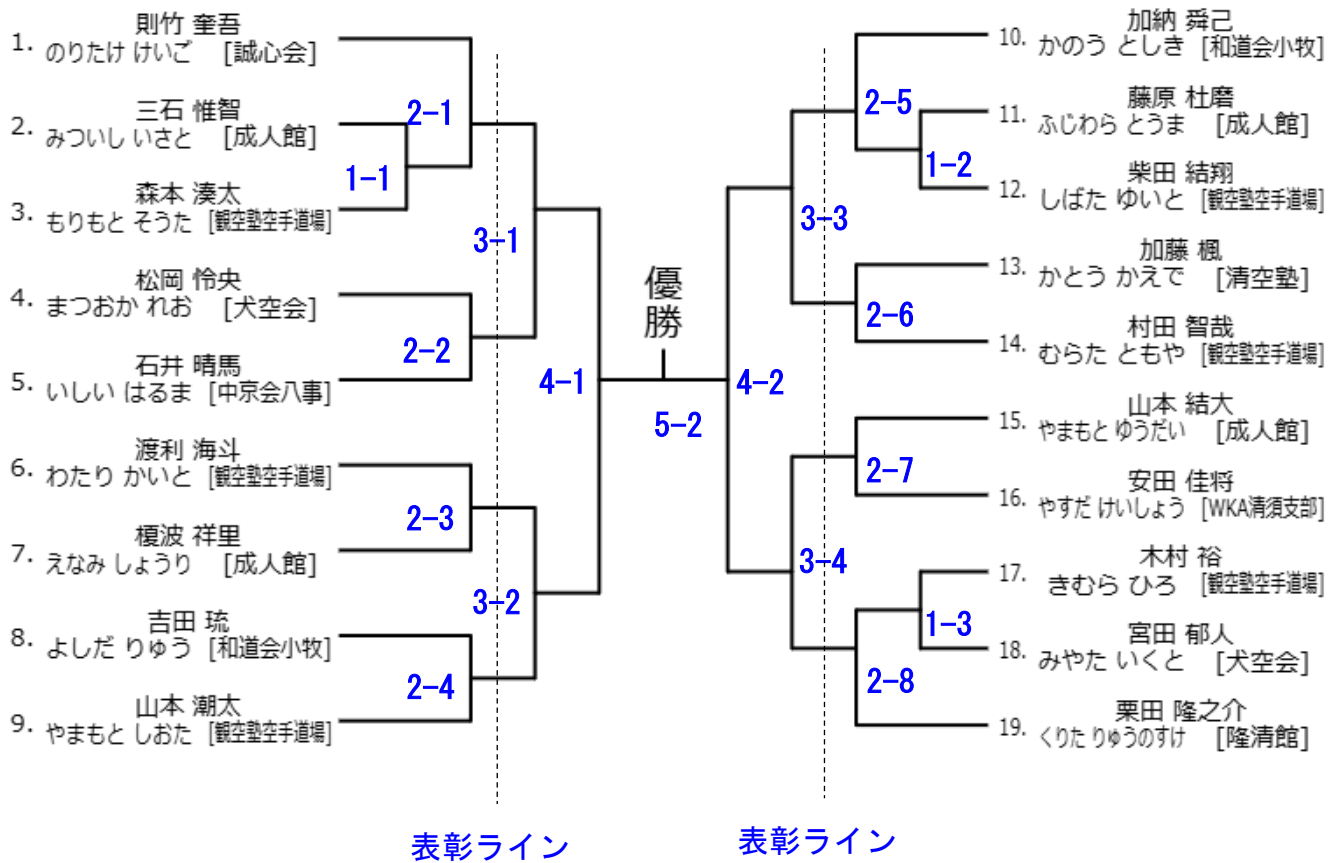 1. 則竹 奎吾
のりたけ けいご [誠心会]
2. 三石 惟智
みついし いさと [成人館]
3. 森本 湊太
もりもと そうた [観空塾空手道場]
4. 松岡 怜央
まつおか れお [犬空会]
5. 石井 晴馬
いしい はるま [中京会八事]
6. 渡利 海斗
わたり かいと [観空塾空手道場]
7. 榎波 祥里
えなみ しょうり [成人館]
8. 吉田 琉
よしだ りゅう [和道会小牧]
9. 山本 潮太
やまもと しおた [観空塾空手道場]
1-1
2-1
2-2
2-3
2-4
3-1
3-2
4-1
優勝
5-2
4-2
3-3
3-4
2-5
2-6
2-7
2-8
1-2
1-3
10. 加納 舜己
かのう としき [和道会小牧]
11. 藤原 杜磨
ふじわら とうま [成人館]
12. 柴田 結翔
しばた ゆいと [観空塾空手道場]
13. 加藤 楓
かとう かえで [清空塾]
14. 村田 智哉
むらた ともや [観空塾空手道場]
15. 山本 結大
やまもと ゆうだい [成人館]
16. 安田 佳将
やすだ けいしょう [WKA清須支部]
17. 木村 裕
きむら ひろ [観空塾空手道場]
18. 宮田 郁人
みやた いくと [犬空会]
19. 栗田 隆之介
くりた りゅうのすけ [隆清館]
表彰ライン
表彰ライン